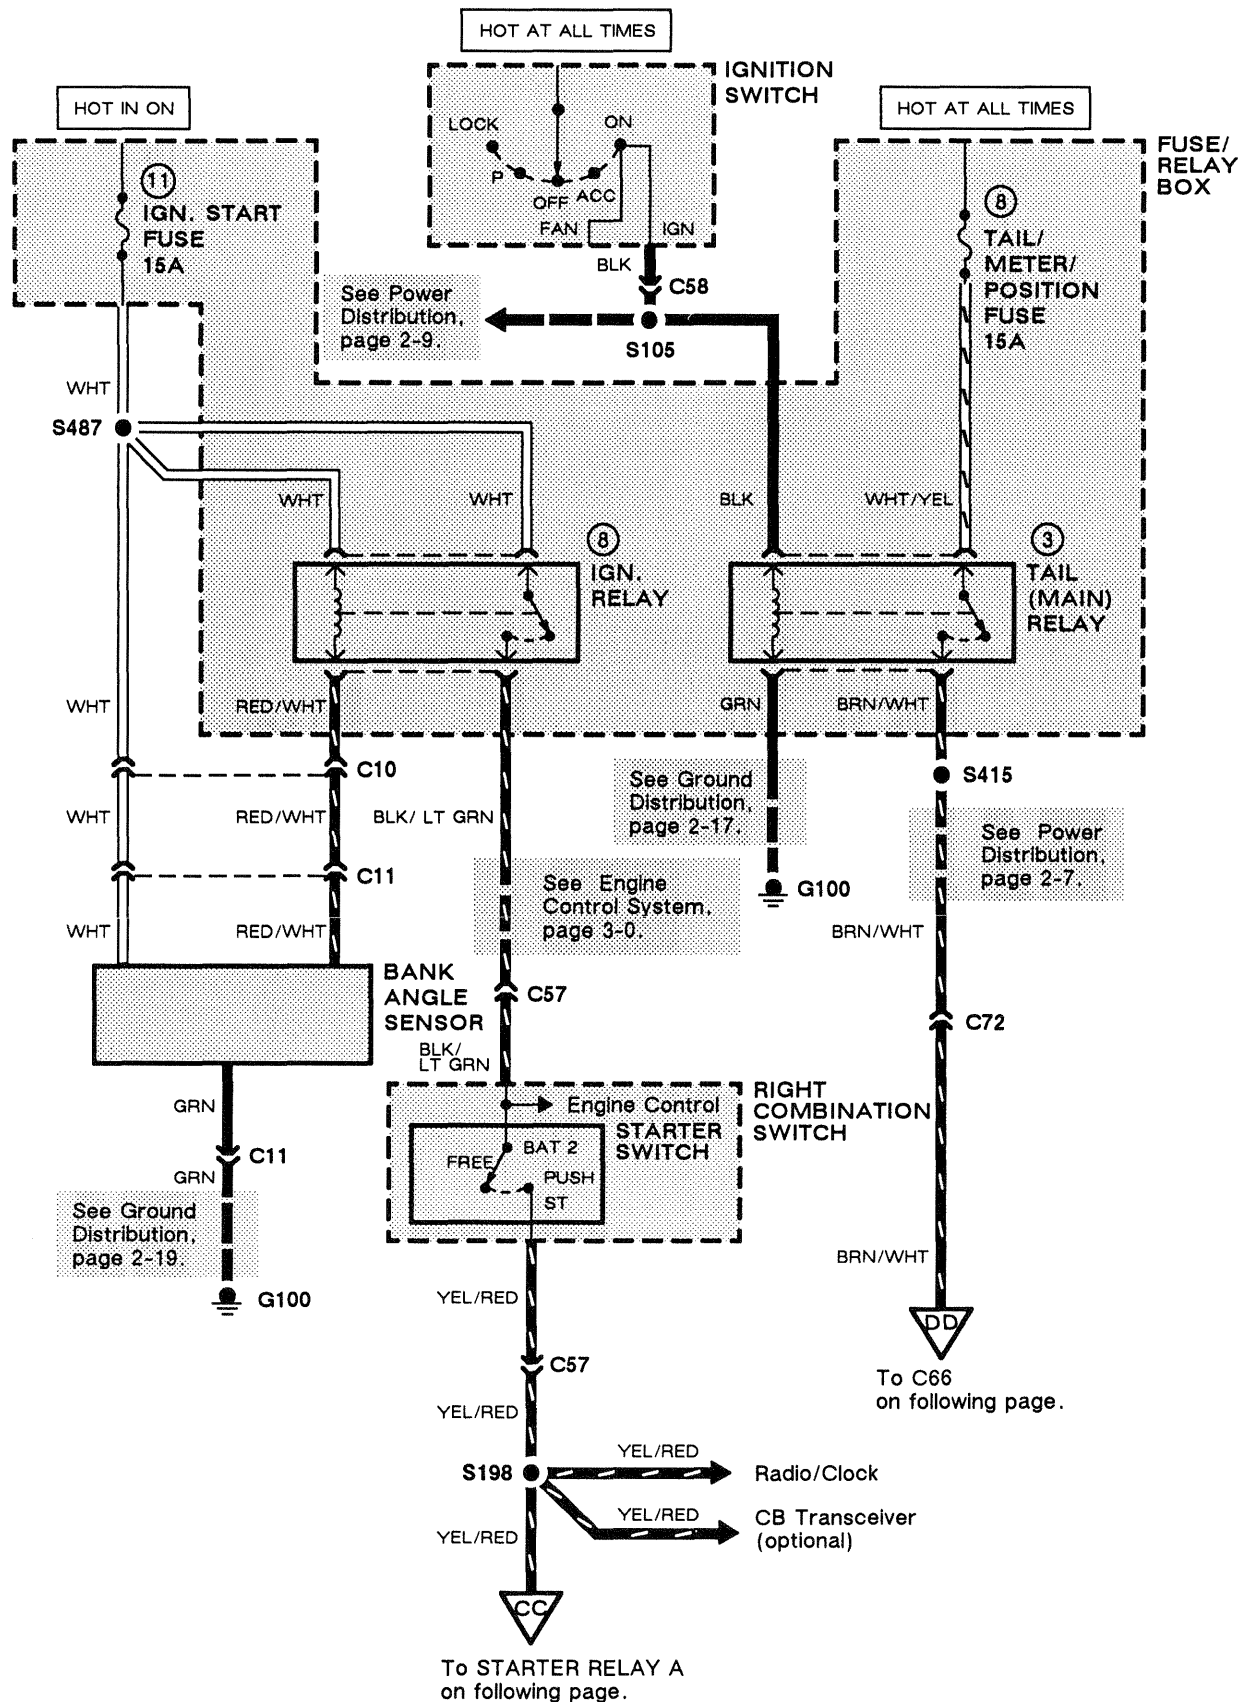 HOT AT ALL TIMES
IGNITION
SWITCH
HOT IN ON
HOT AT ALL TIMES
LOCK
ON
P
OFF
ACC
FAN
IGN
FUSE/
RELAY
BOX
11
IGN. START
FUSE
15A
8
TAIL/
METER/
POSITION
FUSE
15A
BLK
C58
See Power
Distribution,
page 2-9.
S105
WHT
S487
WHT
WHT
BLK
WHT/YEL
8
IGN.
RELAY
3
TAIL
(MAIN)
RELAY
WHT
RED/WHT
GRN
BRN/WHT
C10
See Ground
Distribution,
page 2-17.
S415
WHT
RED/WHT
BLK/ LT GRN
See Power
Distribution,
page 2-7.
C11
See Engine
Control System,
page 3-0.
G100
WHT
RED/WHT
BRN/WHT
BANK
ANGLE
SENSOR
C57
C72
BLK/
LT GRN
RIGHT
COMBINATION
SWITCH
GRN
Engine Control
STARTER
SWITCH
BAT 2
FREE
PUSH
ST
C11
GRN
See Ground
Distribution,
page 2-19.
BRN/WHT
G100
YEL/RED
DD
C57
To C66
on following page.
YEL/RED
S198
YEL/RED
Radio/Clock
YEL/RED
CB Transceiver
(optional)
YEL/RED
CC
To STARTER RELAY A
on following page.